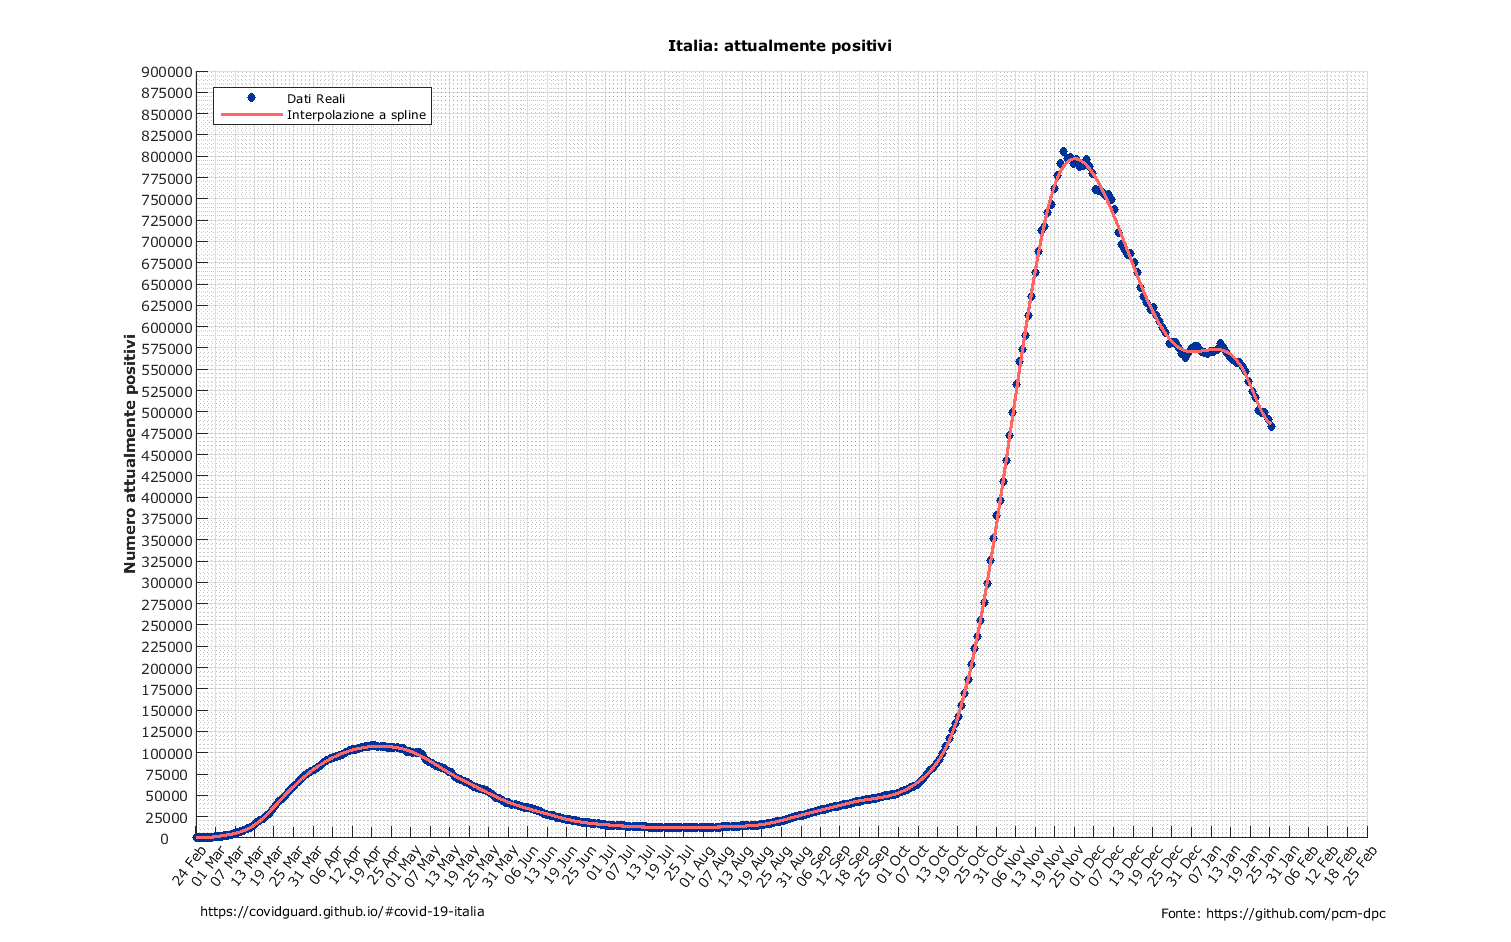 Italia: attualmente positivi
Dati Reali
Interpolazione a spline
Numero attualmente positivi
900000
875000
850000
825000
800000
775000
750000
725000
700000
675000
650000
625000
600000
575000
550000
525000
500000
475000
450000
425000
400000
375000
350000
325000
300000
275000
250000
225000
200000
175000
150000
125000
100000
75000
50000
25000
0
24 Feb
01 Mar
07 Mar
13 Mar
19 Mar
25 Mar
31 Mar
06 Apr
12 Apr
19 Apr
25 Apr
01 May
07 May
13 May
19 May
25 May
31 May
06 Jun
13 Jun
19 Jun
25 Jun
01 Jul
07 Jul
13 Jul
19 Jul
25 Jul
01 Aug
07 Aug
13 Aug
19 Aug
25 Aug
31 Aug
06 Sep
12 Sep
18 Sep
25 Sep
01 Oct
07 Oct
13 Oct
19 Oct
25 Oct
31 Oct
06 Nov
13 Nov
19 Nov
25 Nov
01 Dec
07 Dec
13 Dec
19 Dec
25 Dec
31 Dec
07 Jan
13 Jan
19 Jan
25 Jan
31 Jan
06 Feb
12 Feb
18 Feb
25 Feb
https://covidguard.github.io/#covid-19-italia
Fonte: https://github.com/pcm-dpc